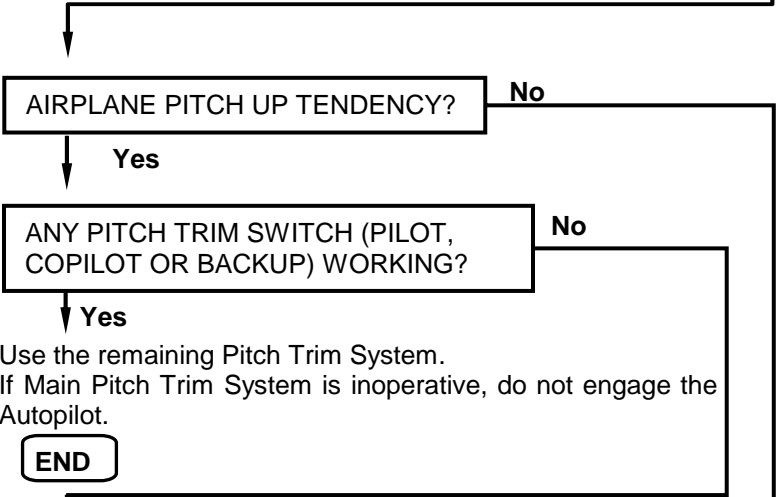 AIRPLANE PITCH UP TENDENCY?
No
Yes
ANY PITCH TRIM SWITCH (PILOT,
COPILOT OR BACKUP) WORKING?
No
Yes
Use the remaining Pitch Trim System.
If Main Pitch Trim System is inoperative, do not engage the
Autopilot.
END